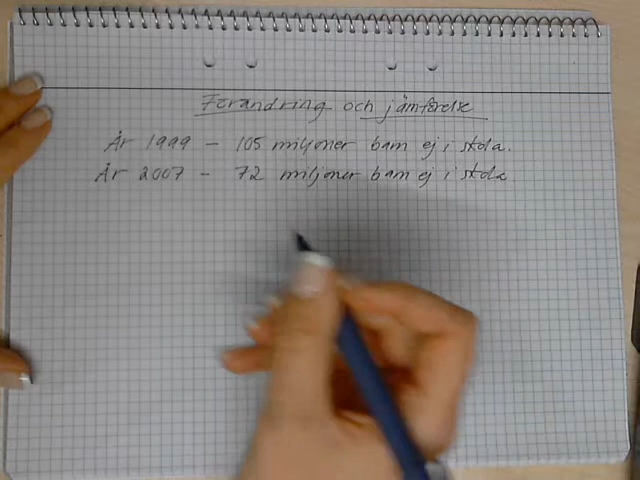 Förändring och jämförelse
År 1999 - 105 miljoner barn ej i skola.
År 2007 - 72 miljoner barn ej i skola